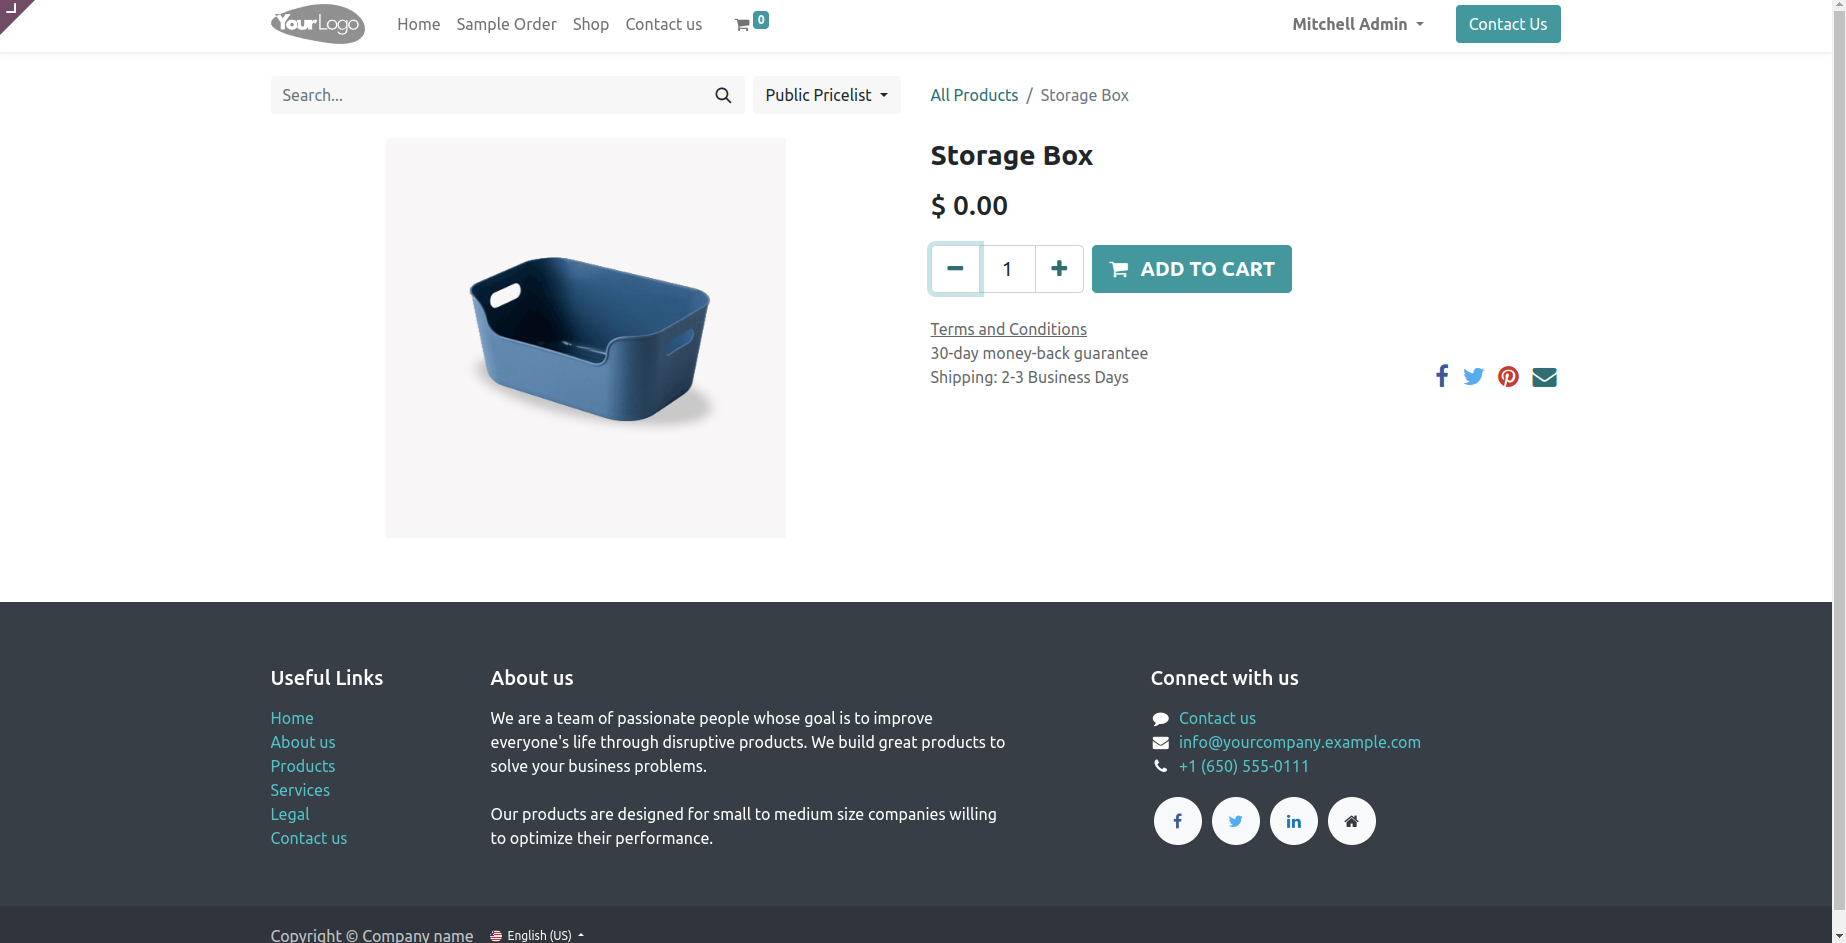 YourLogo
Home
Sample Order
Shop
Contact us
0
Mitchell Admin
Contact Us
Search...
Public Pricelist
All Products / Storage Box
Storage Box
$ 0.00
1
ADD TO CART
Terms and Conditions
30-day money-back guarantee
Shipping: 2-3 Business Days
Useful Links
Home
About us
Products
Services
Legal
Contact us
About us
We are a team of passionate people whose goal is to improve
everyone's life through disruptive products. We build great products to
solve your business problems.
Our products are designed for small to medium size companies willing
to optimize their performance.
Connect with us
Contact us
info@yourcompany.example.com
+1 (650) 555-0111
Copyright © Company name
English (US)